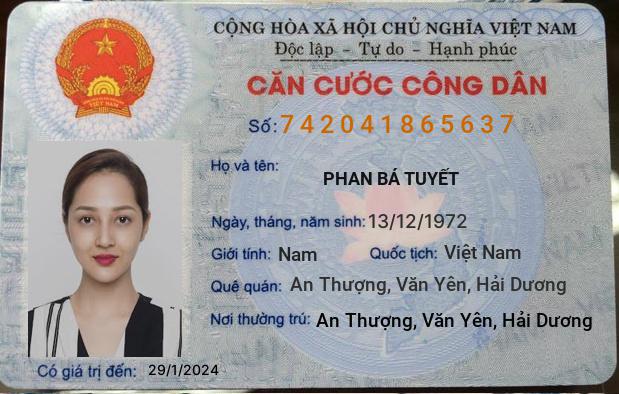 CỘNG HÒA XÃ HỘI CHỦ NGHĨA VIỆT NAM
Độc lập - Tự do - Hạnh phúc
CĂN CƯỚC CÔNG DÂN
Số: 742041865637
Họ và tên:
PHAN BÁ TUYẾT
Ngày, tháng, năm sinh: 13/12/1972
Giới tính: Nam Quốc tịch: Việt Nam
Quê quán: An Thượng, Văn Yên, Hải Dương
Nơi thường trú: An Thượng, Văn Yên, Hải Dương
Có giá trị đến: 29/1/2024
VIỆT NAM